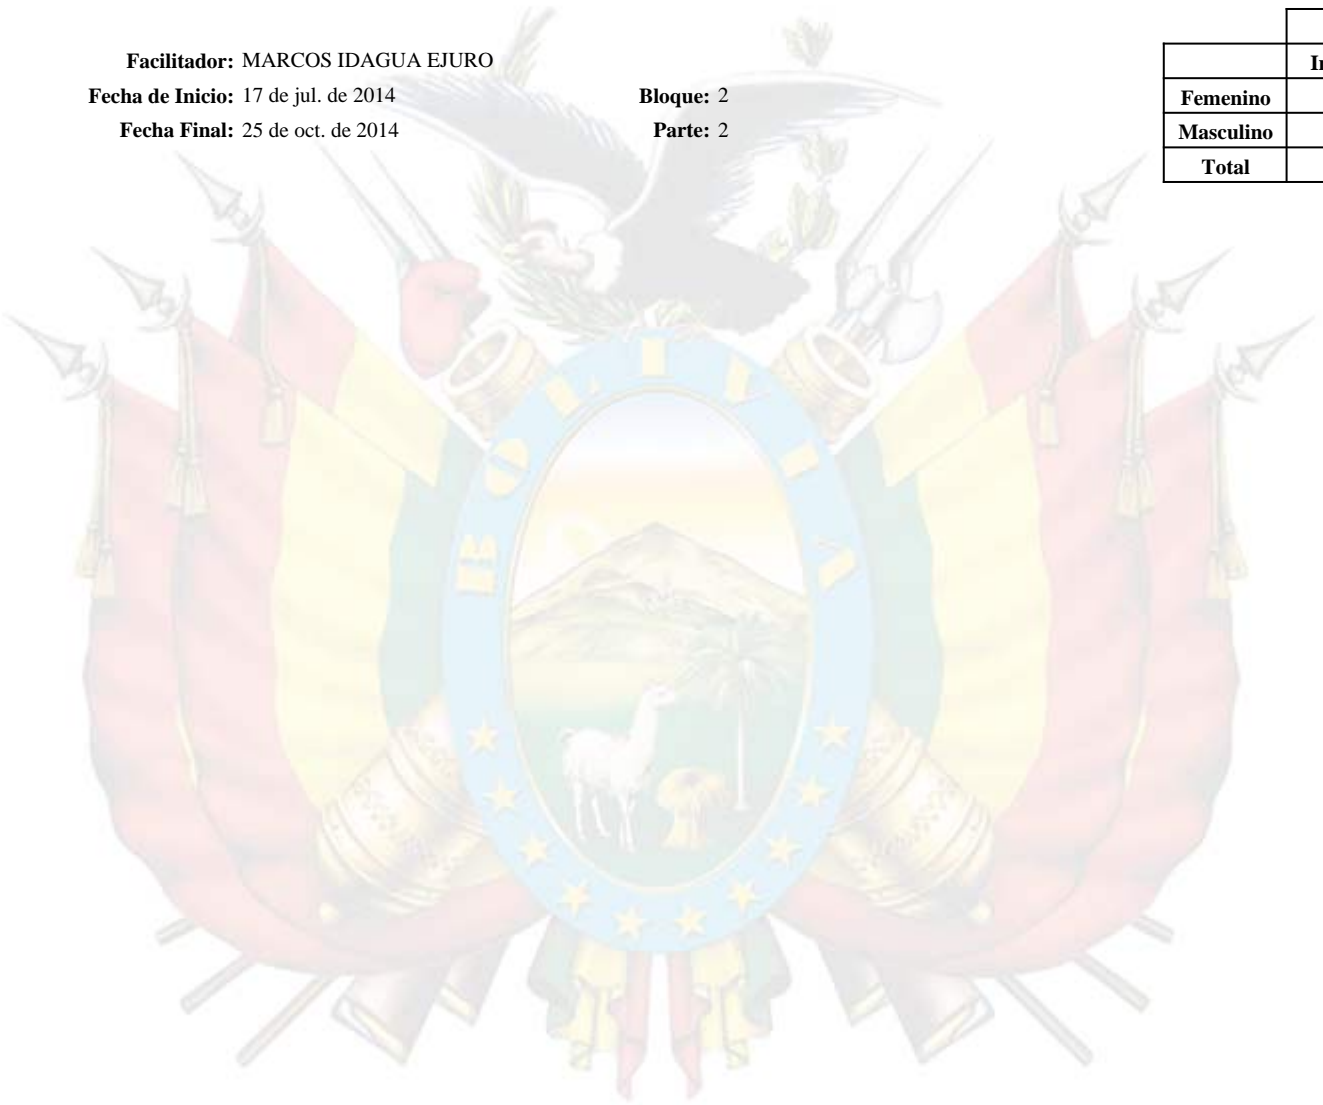 Facilitador: MARCOS IDAGUA EJURO
Fecha de Inicio: 17 de jul. de 2014 Bloque: 2
Fecha Final: 25 de oct. de 2014 Parte: 2
Femenino
Masculino
Total
BOLIVIA